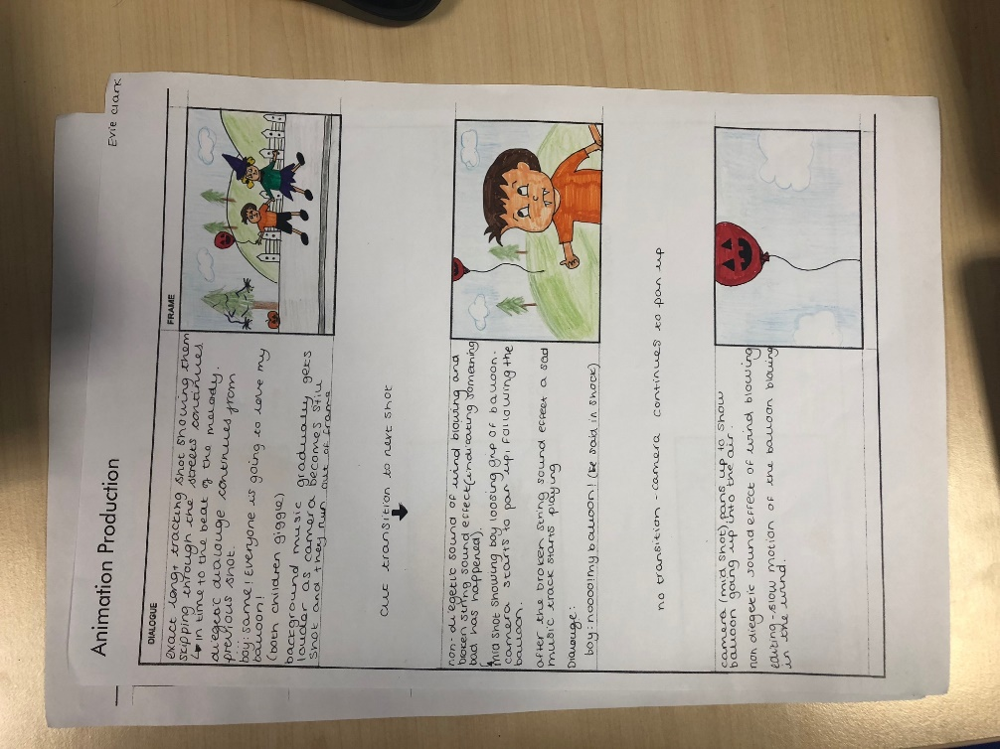 Evie Clark
Animation Production
DIALOGUE
FRAME
exact long + tracking shot showing them
skipping through the streets continues
↳ in time to the beat of the melody.
diegetic dialouge continues from
previous shot.
boy: same! Everyone is going to love my
balloon!
(both children giggle)
background music gradually gets
louder as camera becomes still
shot and they run out of frame
cut transition to next shot
non-diegetic sound of wind blowing and
broken string sound effect (indicating something
bad has happened).
mid shot showing boy loosing grip of balloon.
camera starts to pan up, following the
balloon.
after the broken string sound effect a sad
music track starts playing
Dialouge:
boy: noooo! my balloon! (said in shock)
no transition - camera continues to pan up
camera (mid shot) pans up to show
balloon going up into the air.
non diegetic sound effect of wind blowing
editing - slow motion of the balloon blowing
in the wind.